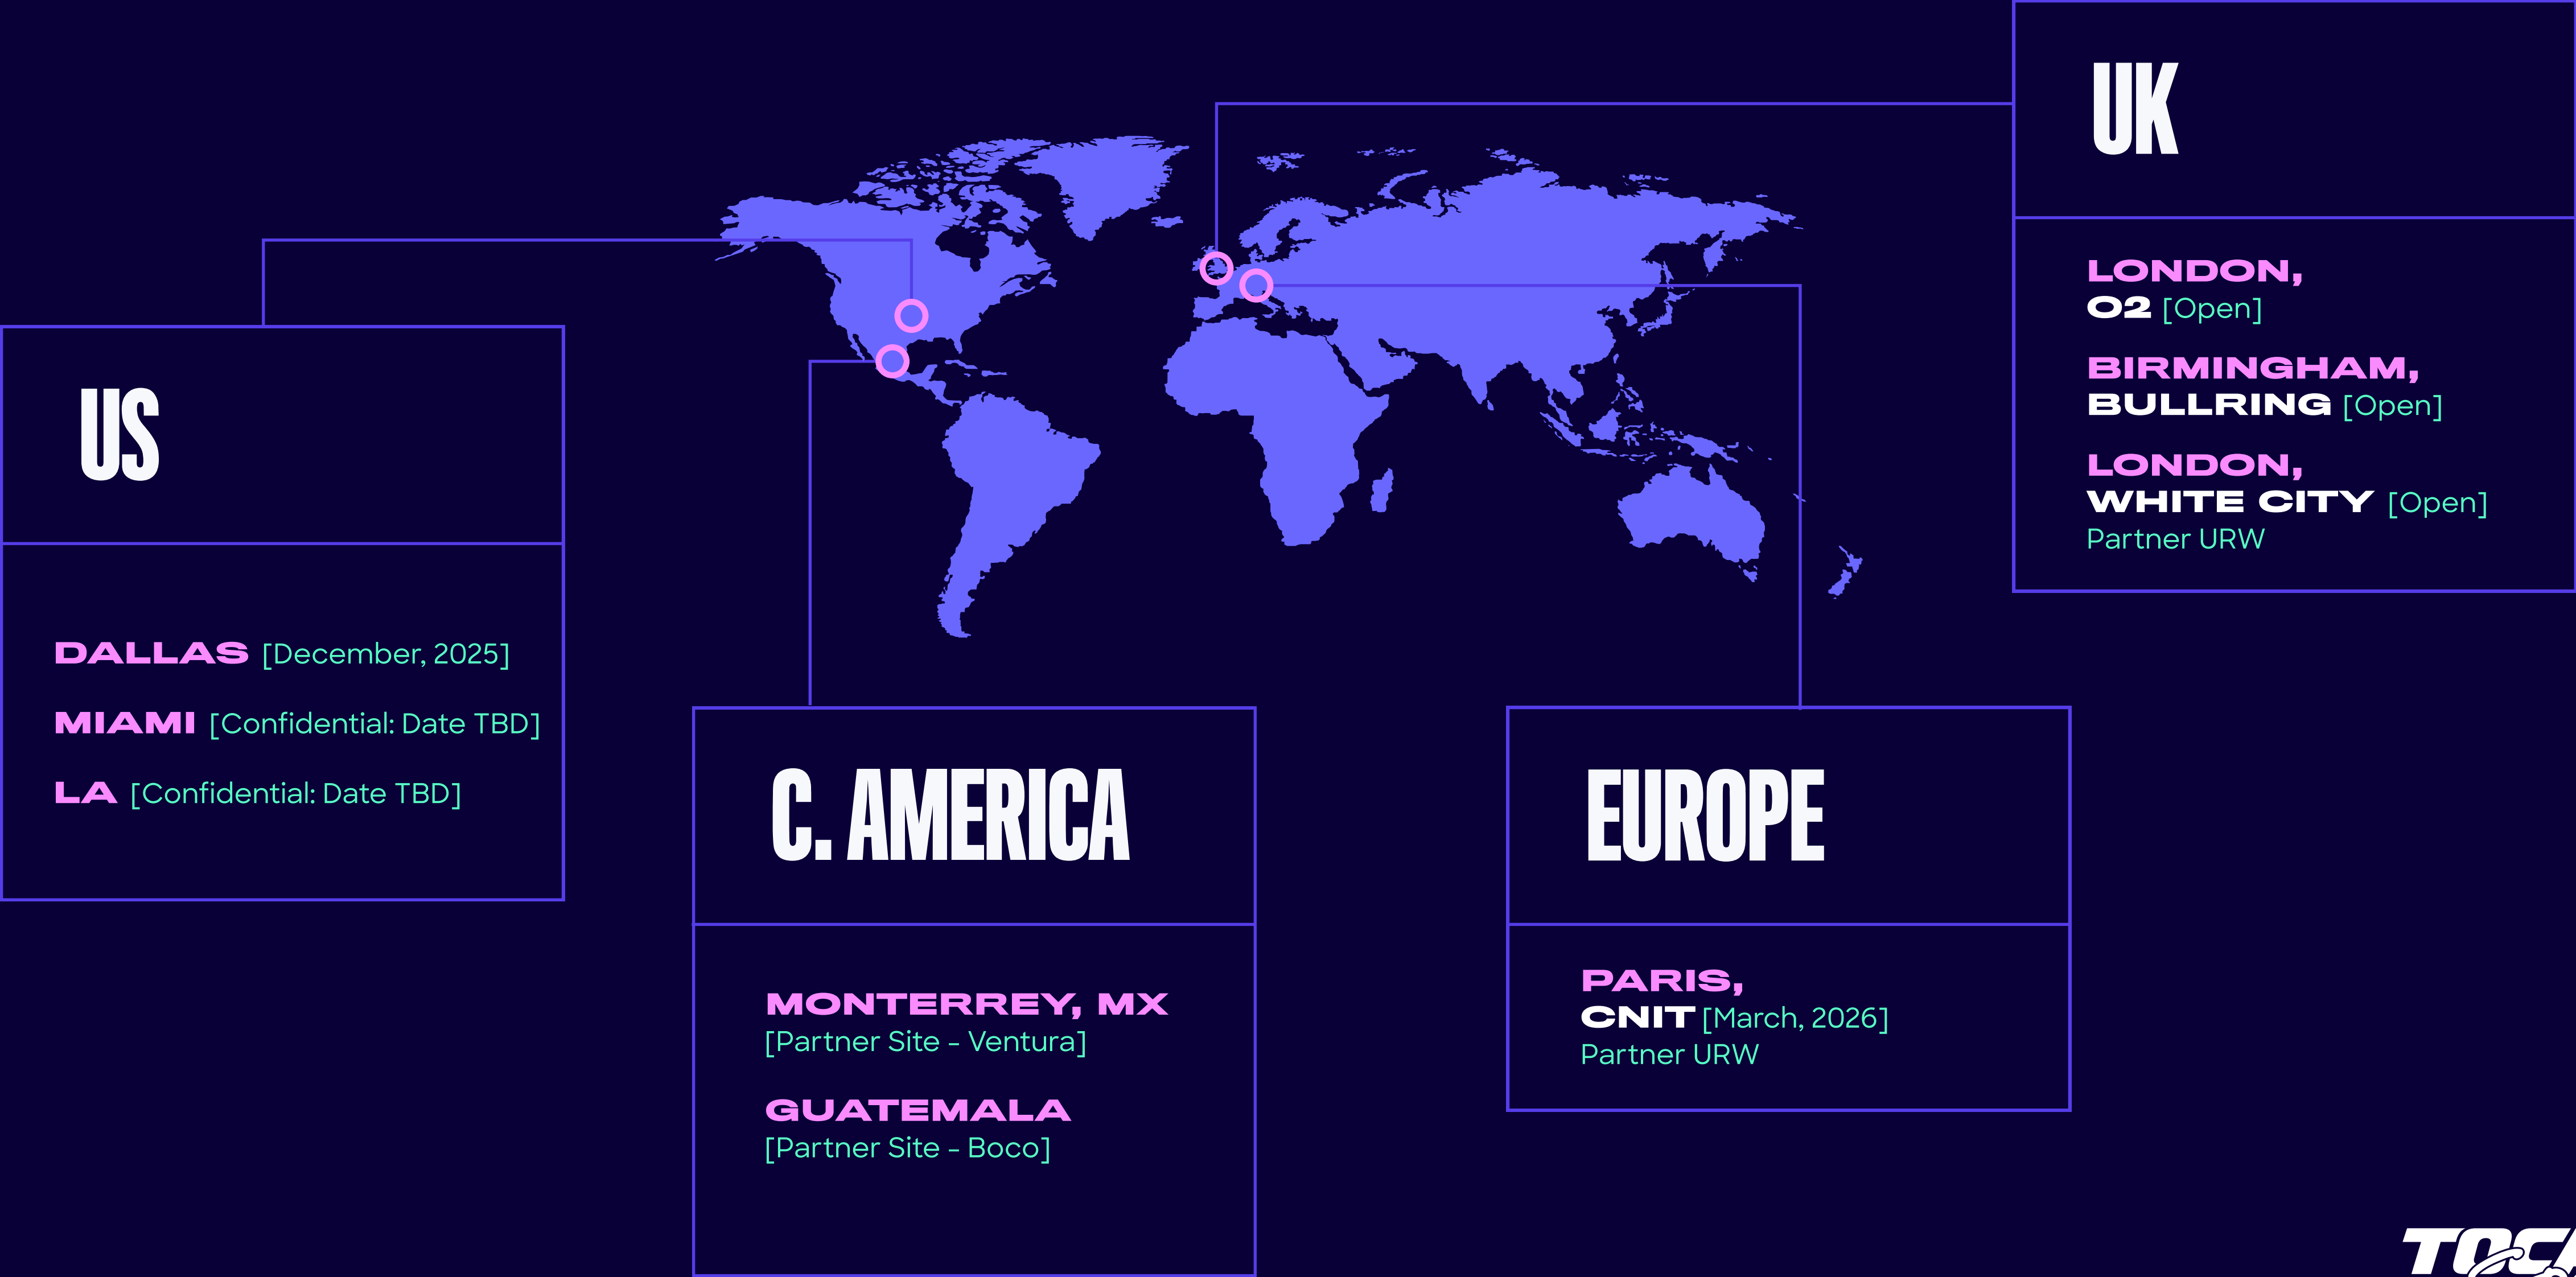 UK
LONDON,
O2 [Open]
BIRMINGHAM,
BULLRING [Open]
LONDON,
WHITE CITY [Open]
Partner URW
US
DALLAS [December, 2025]
MIAMI [Confidential: Date TBD]
LA [Confidential: Date TBD]
C. AMERICA
MONTERREY, MX
[Partner Site - Ventura]
GUATEMALA
[Partner Site - Boco]
EUROPE
PARIS,
CNIT [March, 2026]
Partner URW